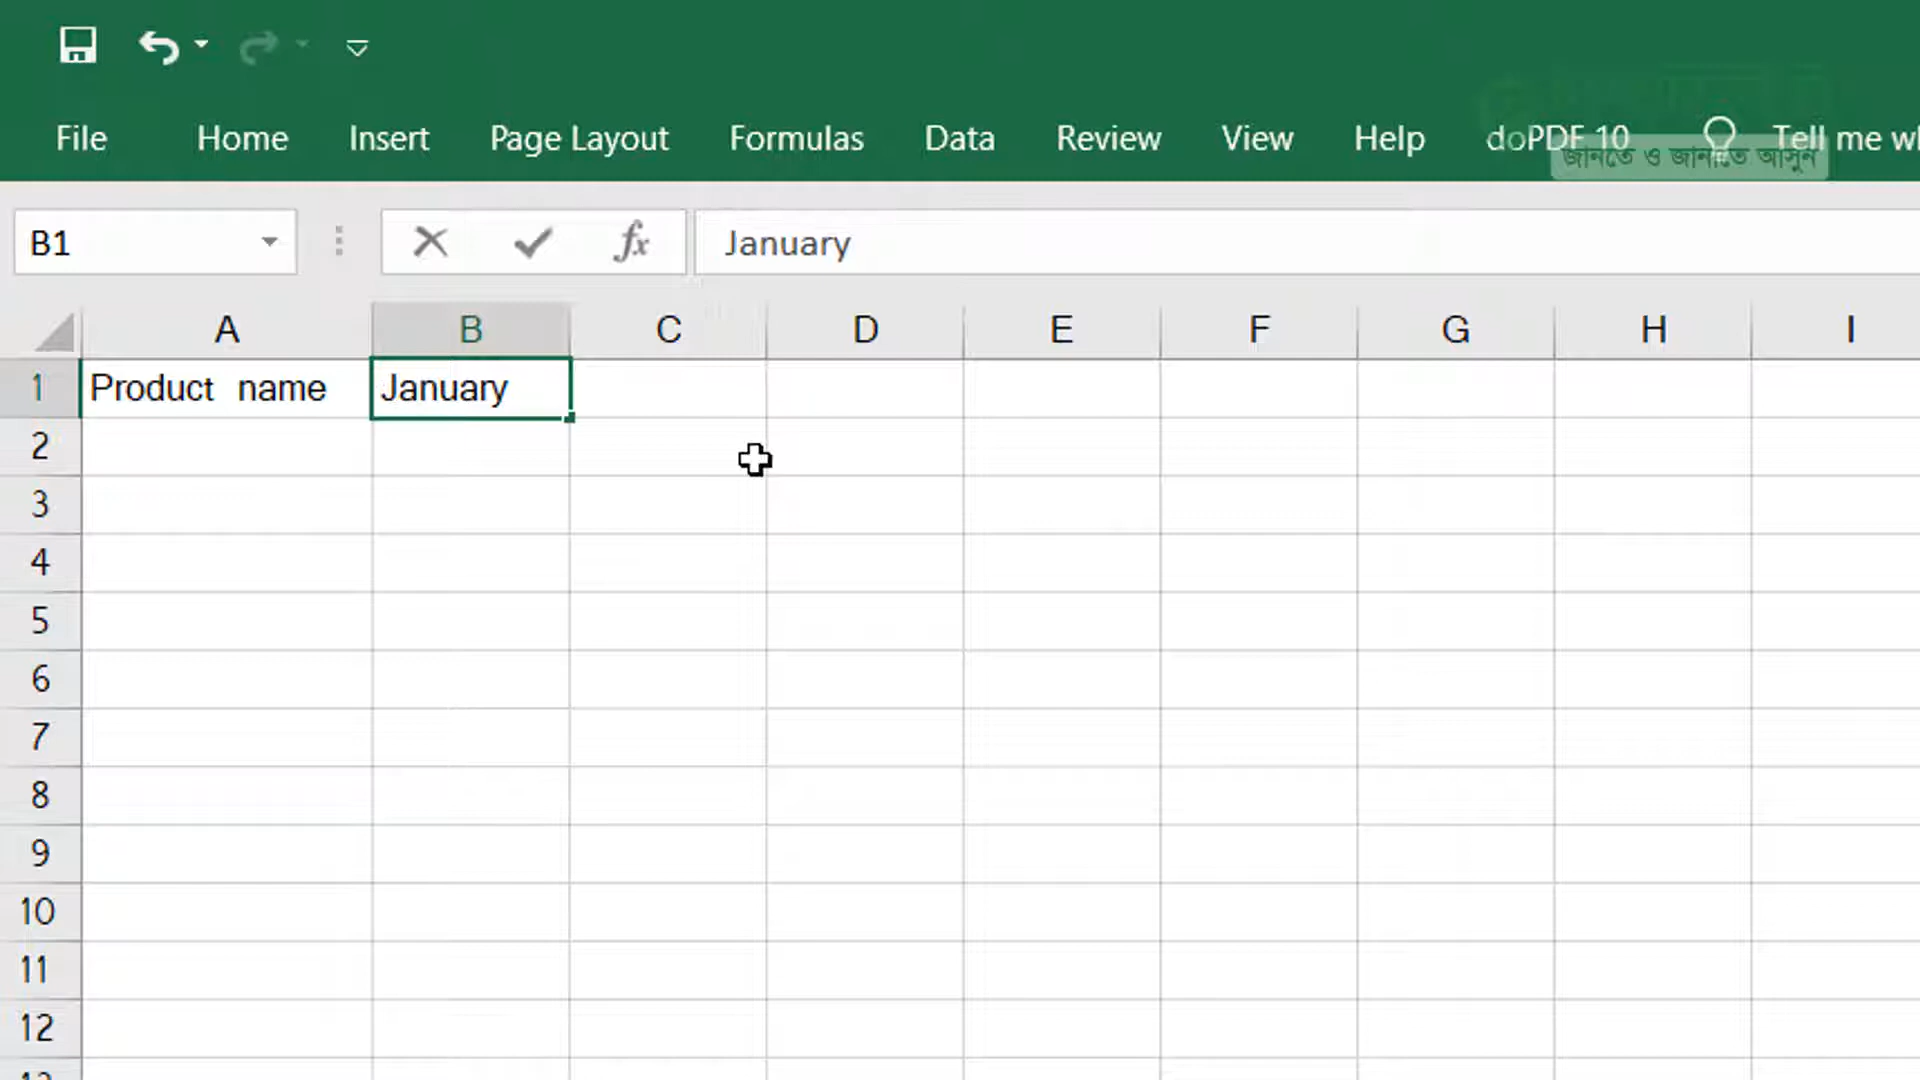 File Home Insert Page Layout Formulas Data Review View Help doPDF 10 Tell me
জানতে ও জানাতে আসুন
B1 fx January
A B C D E F G H I
1 Product name January
2
3
4
5
6
7
8
9
10
11
12